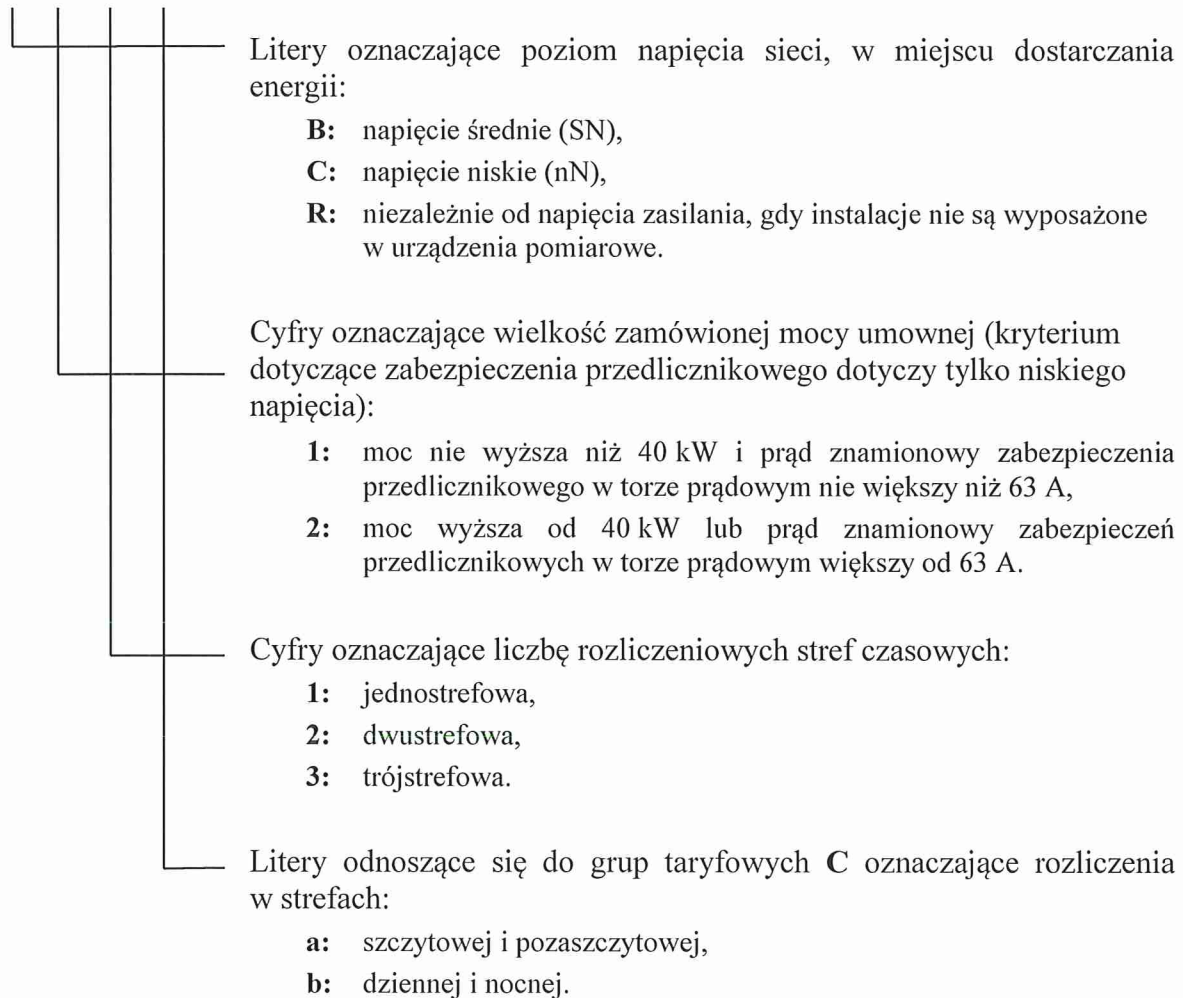 Litery oznaczające poziom napięcia sieci, w miejscu dostarczania
energii:
B: napięcie średnie (SN),
C: napięcie niskie (nN),
R: niezależnie od napięcia zasilania, gdy instalacje nie są wyposażone
w urządzenia pomiarowe.
Cyfry oznaczające wielkość zamówionej mocy umownej (kryterium
dotyczące zabezpieczenia przedlicznikowego dotyczy tylko niskiego
napięcia):
1: moc nie wyższa niż 40 kW i prąd znamionowy zabezpieczenia
przedlicznikowego w torze prądowym nie większy niż 63 A,
2: moc wyższa od 40 kW lub prąd znamionowy zabezpieczeń
przedlicznikowych w torze prądowym większy od 63 A.
Cyfry oznaczające liczbę rozliczeniowych stref czasowych:
1: jednostrefowa,
2: dwustrefowa,
3: trójstrefowa.
Litery odnoszące się do grup taryfowych C oznaczające rozliczenia
w strefach:
a: szczytowej i pozaszczytowej,
b: dziennej i nocnej.